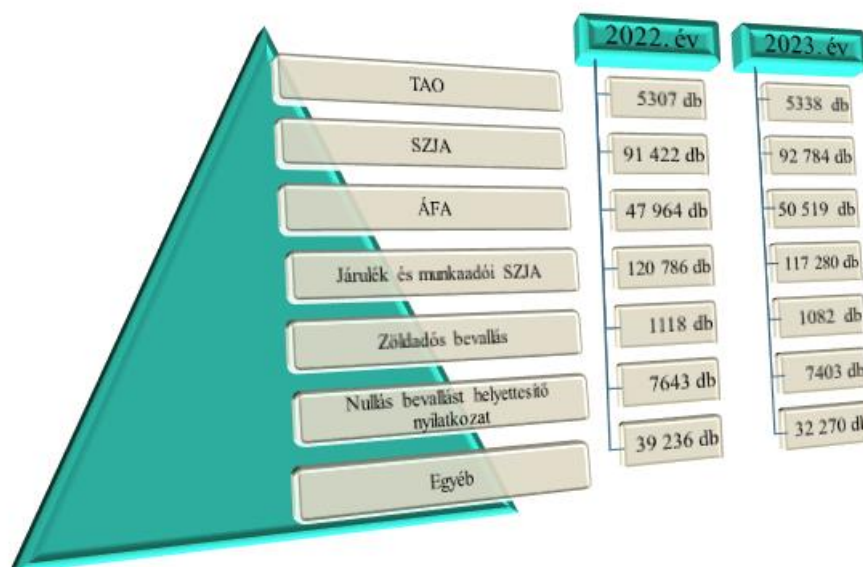 2022. év 2023. év
TAO 5307 db 5338 db
SZJA 91 422 db 92 784 db
ÁFA 47 964 db 50 519 db
Járulék és munkaadói SZJA 120 786 db 117 280 db
Zöldadós bevallás 1118 db 1082 db
Nullás bevallást helyettesítő
nyilatkozat 7643 db 7403 db
Egyéb 39 236 db 32 270 db